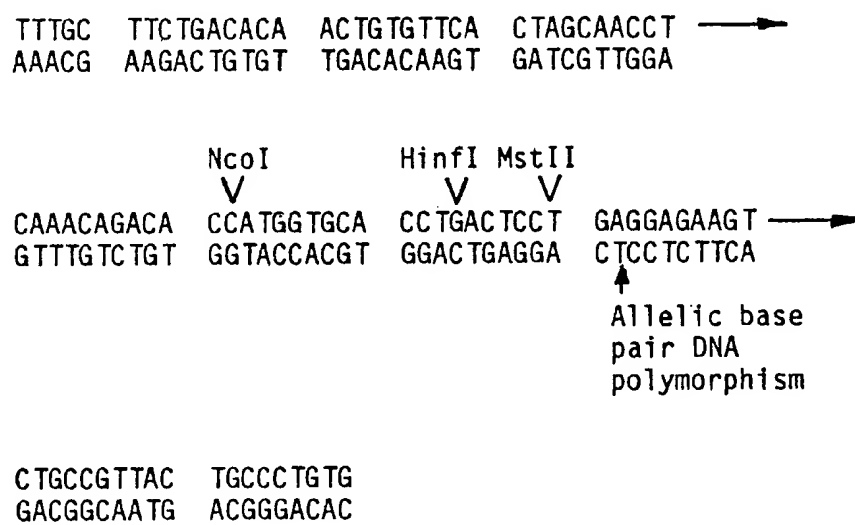 TTTGC TTCTGACACA ACTGTGTTCA CTAGCAACCT
AAACG AAGACTGTGT TGACACAAGT GATCGTTGGA
NcoI HinfI MstII
CAAACAGACA CCATGGTGCA CCTGACTCCT GAGGAGAAGT
GTTTGTCTGT GGTACCACGT GGACTGAGGA CTCCTCTTCA
Allelic base
pair DNA
polymorphism
CTGCCGTTAC TGCCCTGTG
GACGGCAATG ACGGGACAC